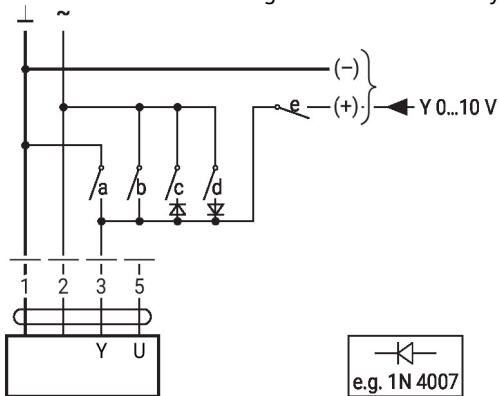 ⊥ ~
(−)
e (+) Y 0...10 V
a b c d
1 2 3 5
Y U
e.g. 1N 4007